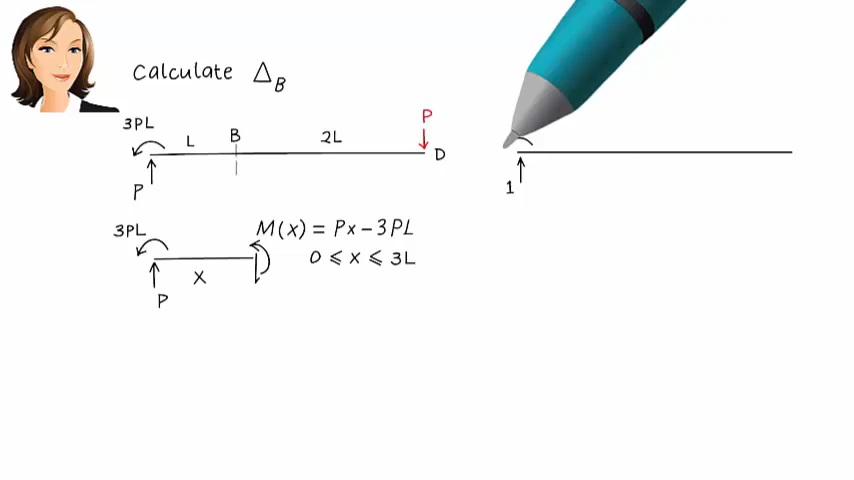 Calculate Δ_B
3PL
L
B
2L
P
D
P
1
3PL
M(x) = Px − 3PL
0 ⩽ x ⩽ 3L
x
P